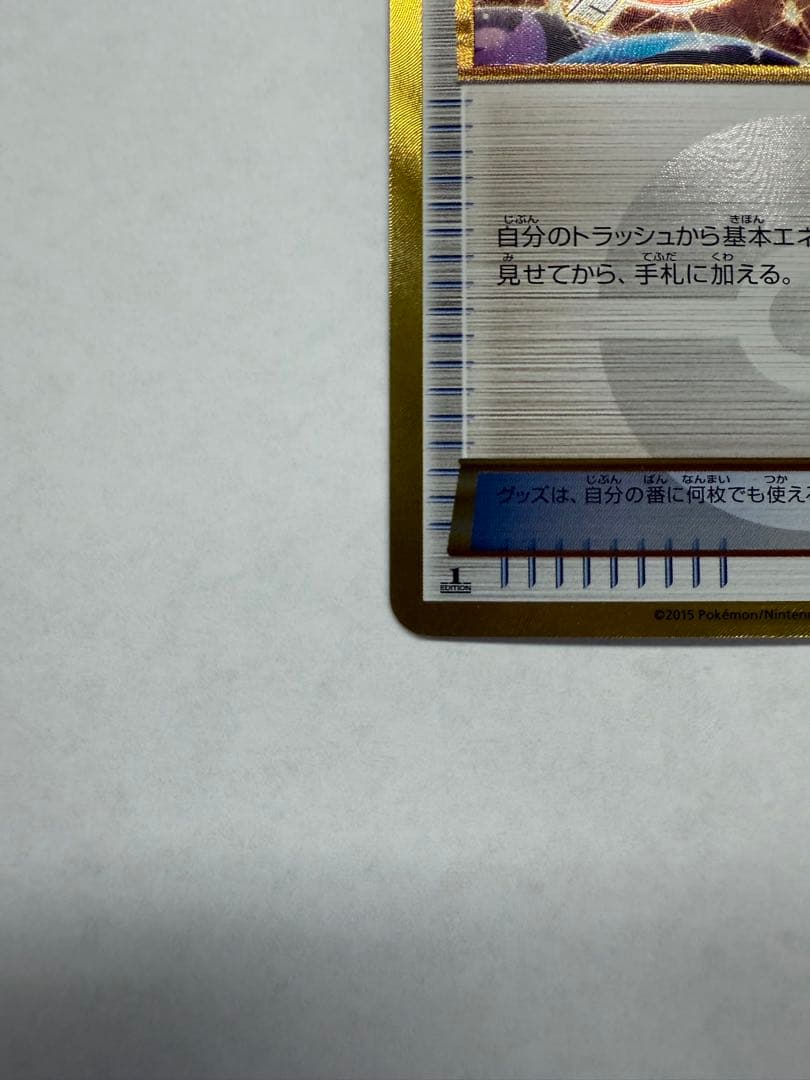 自分のトラッシュから基本エネ
見せてから、手札に加える。
グッズは、自分の番に何枚でも使え
1
EDITION
©2015 Pokémon/Ninten